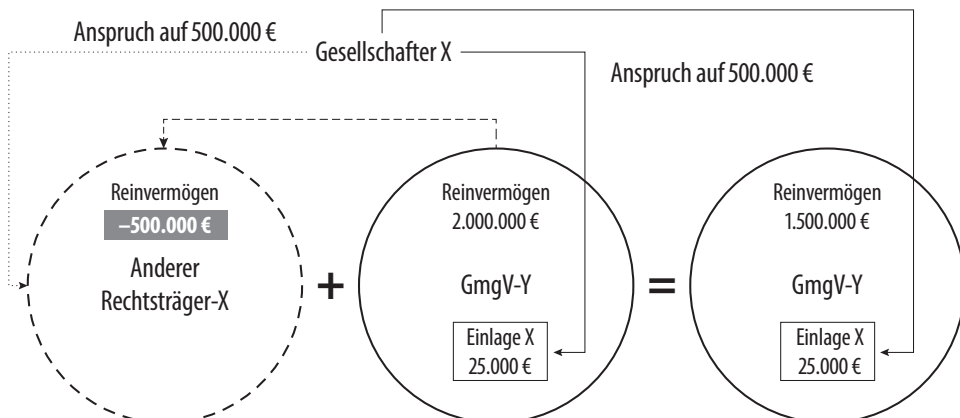 Anspruch auf 500.000 €
Gesellschafter X
Anspruch auf 500.000 €
Reinvermögen
–500.000 €
Anderer
Rechtsträger-X
+
Reinvermögen
2.000.000 €
GmgV-Y
Einlage X
25.000 €
=
Reinvermögen
1.500.000 €
GmgV-Y
Einlage X
25.000 €